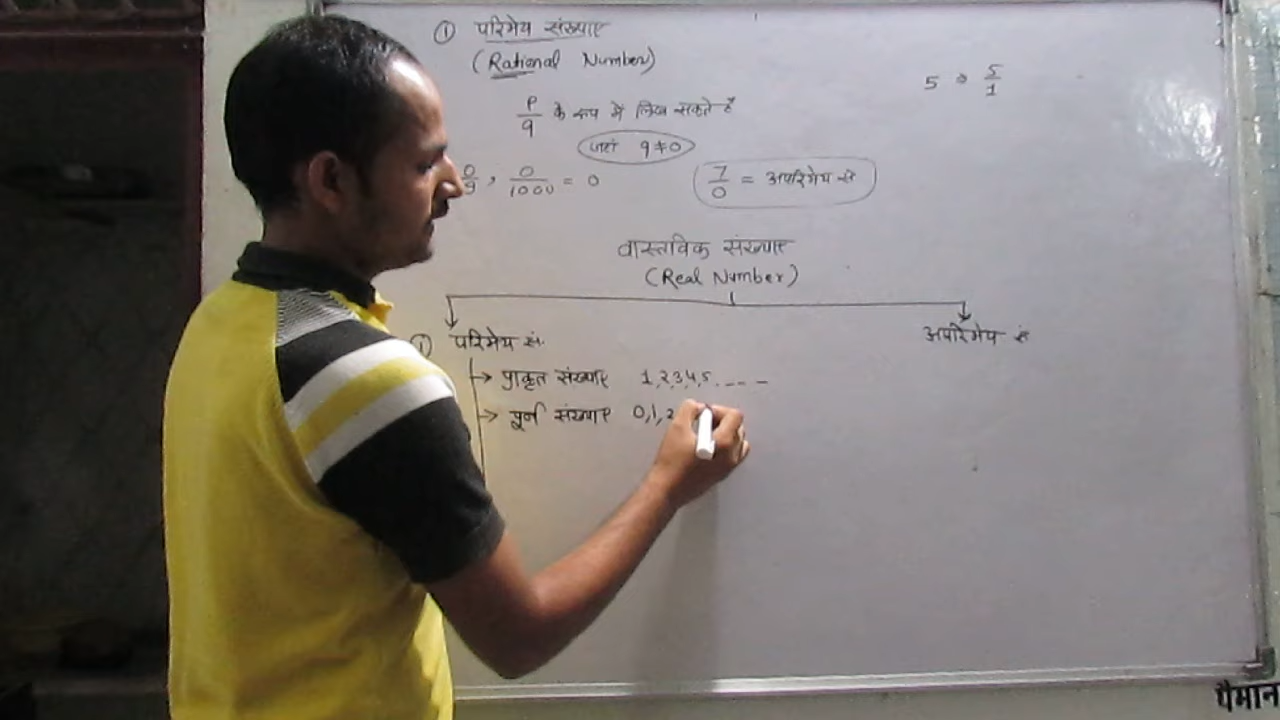 ① परिमेय संख्याए
(Rational Number)
5 ⇒ 5/1
p/q के रूप में लिख सकते है
जहां q≠0
0/9 , 0/1000 = 0
7/0 = अपरिमेय सं
वास्तविक संख्याए
(Real Number)
① परिमेय सं.
अपरिमेय सं
→ प्राकृत संख्याए 1,2,3,4,5, - - -
→ पूर्ण संख्याए 0,1,2
पैमान